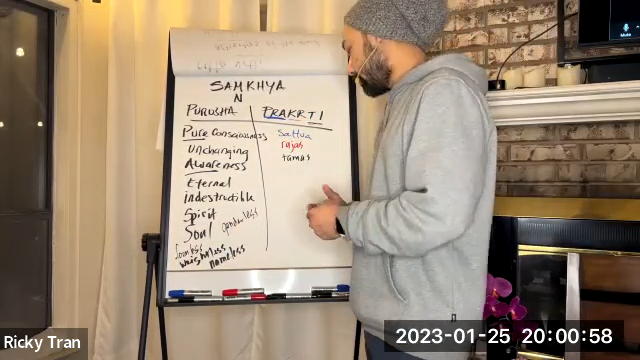 SAMKHYA
N
PURUSHA
PRAKRTI
Pure Consciousness
Unchanging
Awareness
Eternal
indestructible
Spirit
Soul genderless
formless
weightless
nameless
Sattva
rajas
tamas
Ricky Tran
2023-01-25 20:00:58